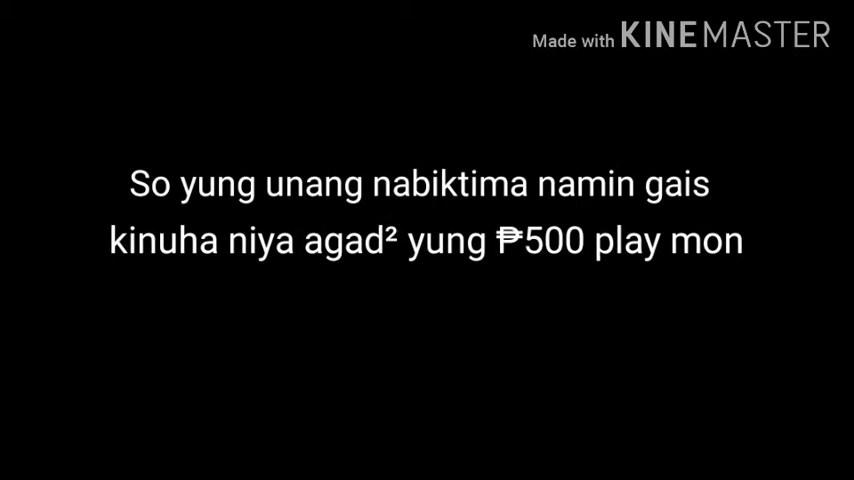 Made with KINEMASTER
So yung unang nabiktima namin gais
kinuha niya agad² yung ₱500 play mon